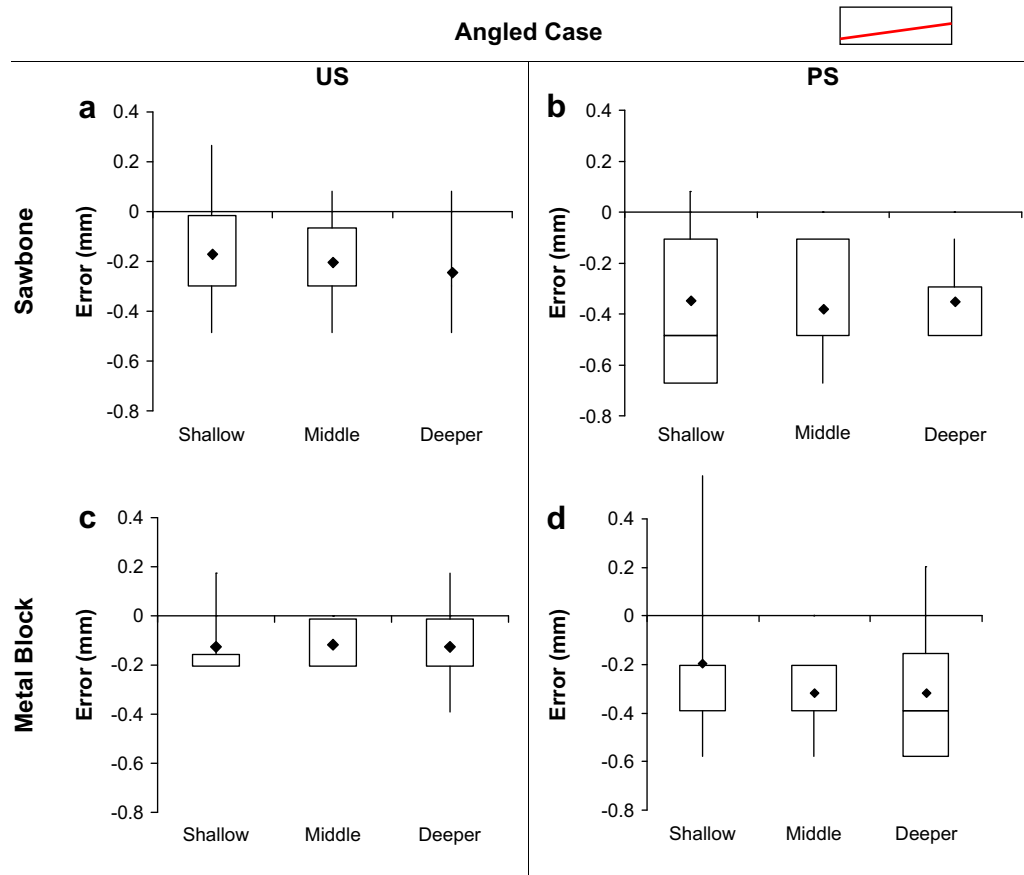 Angled Case
US
PS
Sawbone
a
Error (mm)
0.4
0.2
0
-0.2
-0.4
-0.6
-0.8
Shallow Middle Deeper
b
Error (mm)
0.4
0.2
0
-0.2
-0.4
-0.6
-0.8
Shallow Middle Deeper
Metal Block
c
Error (mm)
0.4
0.2
0
-0.2
-0.4
-0.6
-0.8
Shallow Middle Deeper
d
Error (mm)
0.4
0.2
0
-0.2
-0.4
-0.6
-0.8
Shallow Middle Deeper